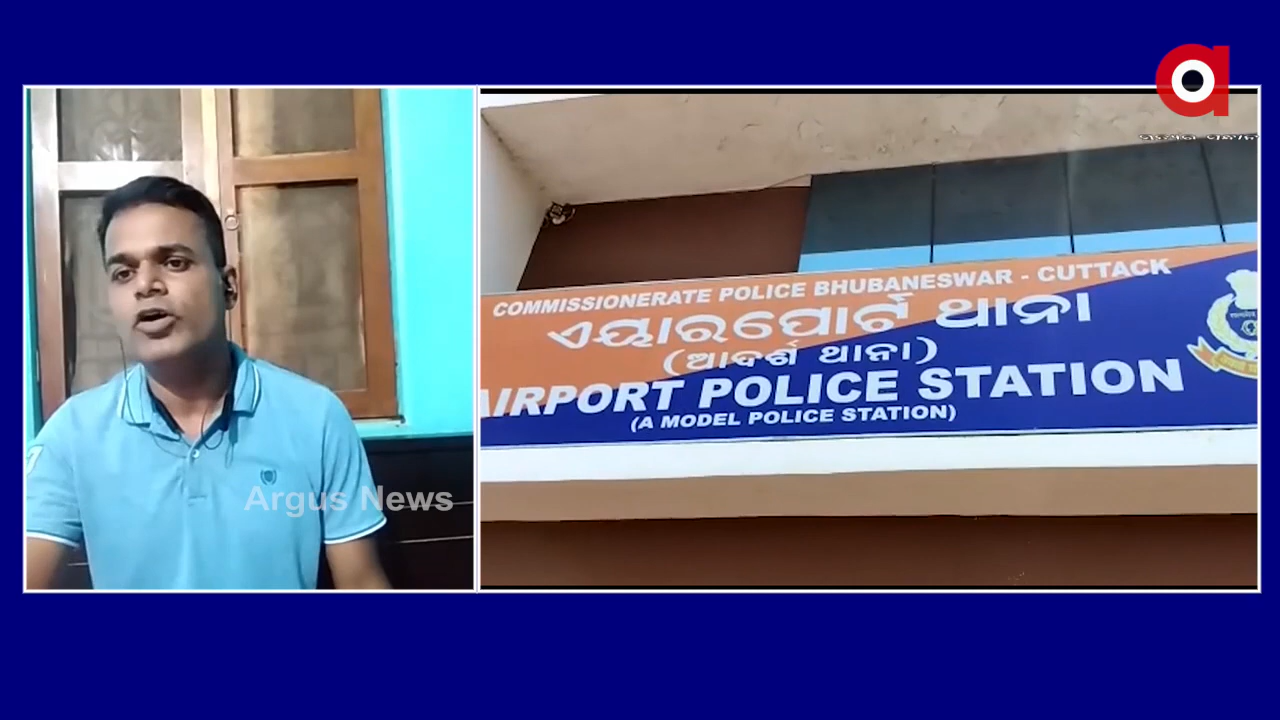 COMMISSIONERATE POLICE BHUBANESWAR - CUTTACK
ଏୟାରପୋର୍ଟ ଥାନା
(ଆଦର୍ଶ ଥାନା)
AIRPORT POLICE STATION
(A MODEL POLICE STATION)
Argus News